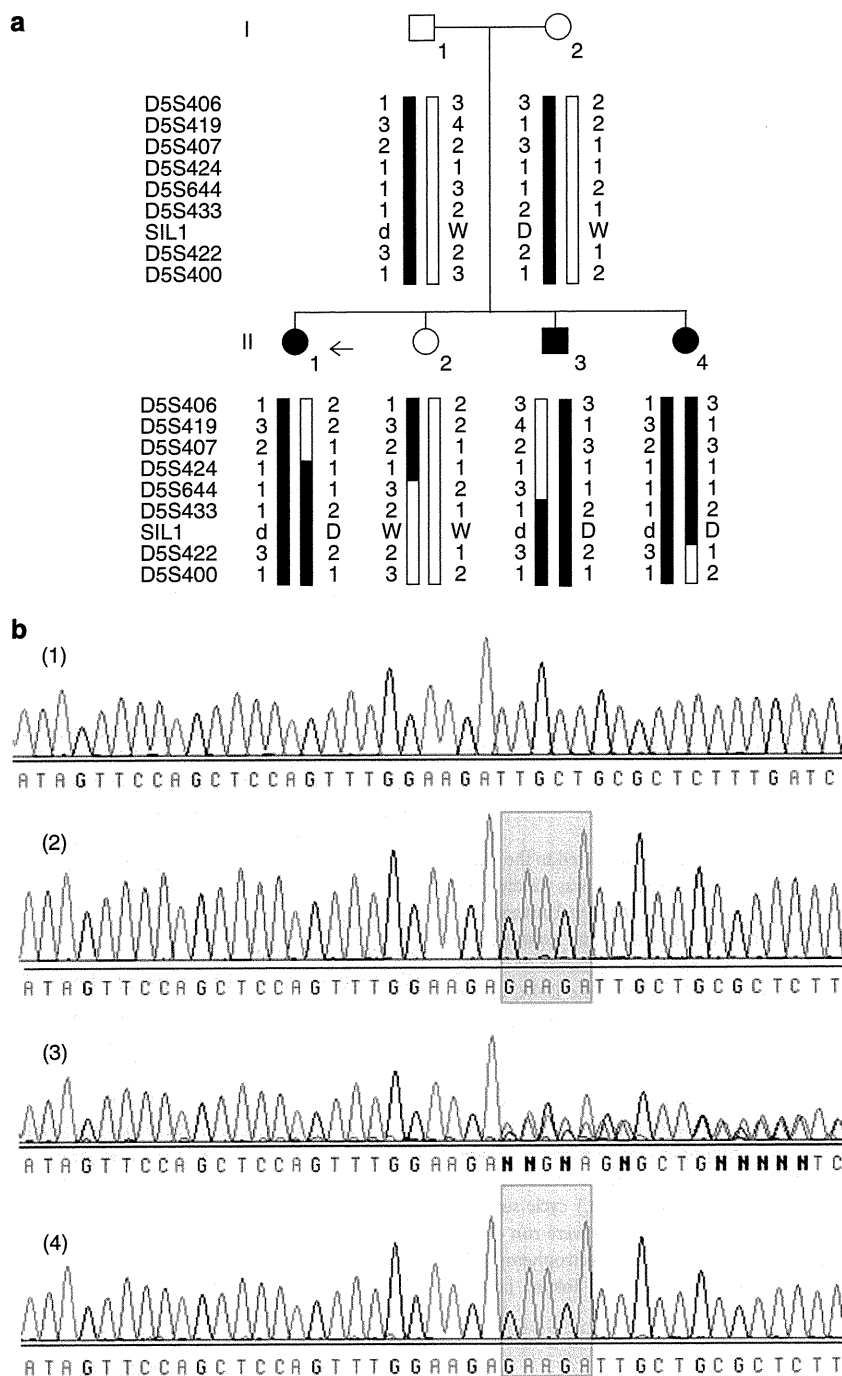 a
I
1
2
D5S406 1 3 3 2
D5S419 3 4 1 2
D5S407 2 2 3 1
D5S424 1 1 1 1
D5S644 1 3 1 2
D5S433 1 2 2 1
SIL1 d W D W
D5S422 3 2 2 1
D5S400 1 3 1 2
II
1
2
3
4
D5S406 1 2 1 2 3 3 1 3
D5S419 3 2 3 2 4 1 3 1
D5S407 2 1 2 1 2 3 2 3
D5S424 1 1 1 1 1 1 1 1
D5S644 1 1 3 2 3 1 1 1
D5S433 1 2 2 1 1 2 1 2
SIL1 d D W W d D d D
D5S422 3 2 2 1 3 2 3 1
D5S400 1 1 3 2 1 1 1 2
b
(1)
ATAGTTCCAGCTCCAGTTTGGAAGATTGCTGCGCTCTTTGATC
(2)
ATAGTTCCAGCTCCAGTTTGGAAGAGAAGATTGCTGCGCTCTT
(3)
ATAGTTCCAGCTCCAGTTTGGAAGANNGNAGNGCTGNNNNNTC
(4)
ATAGTTCCAGCTCCAGTTTGGAAGAGAAGATTGCTGCGCTCTT